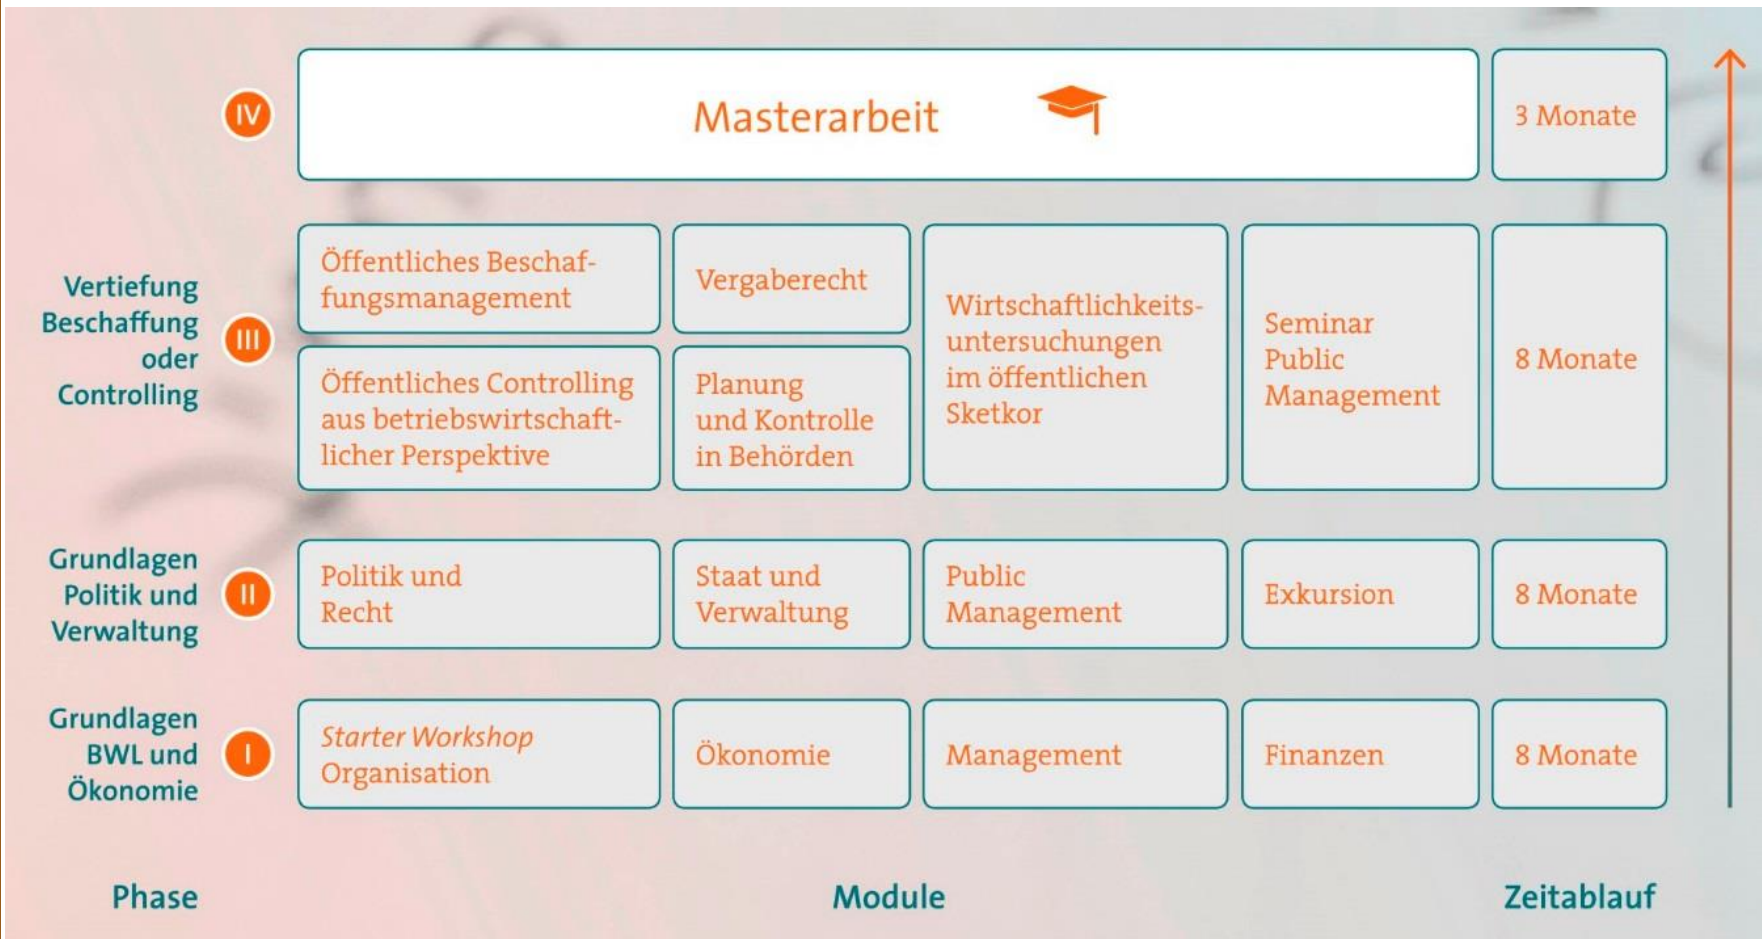 IV
Masterarbeit
3 Monate
Vertiefung
Beschaffung
oder
Controlling
III
Öffentliches Beschaf-
fungsmanagement
Vergaberecht
Öffentliches Controlling
aus betriebswirtschaft-
licher Perspektive
Planung
und Kontrolle
in Behörden
Wirtschaftlichkeits-
untersuchungen
im öffentlichen
Sketkor
Seminar
Public
Management
8 Monate
Grundlagen
Politik und
Verwaltung
II
Politik und
Recht
Staat und
Verwaltung
Public
Management
Exkursion
8 Monate
Grundlagen
BWL und
Ökonomie
I
Starter Workshop
Organisation
Ökonomie
Management
Finanzen
8 Monate
Phase
Module
Zeitablauf